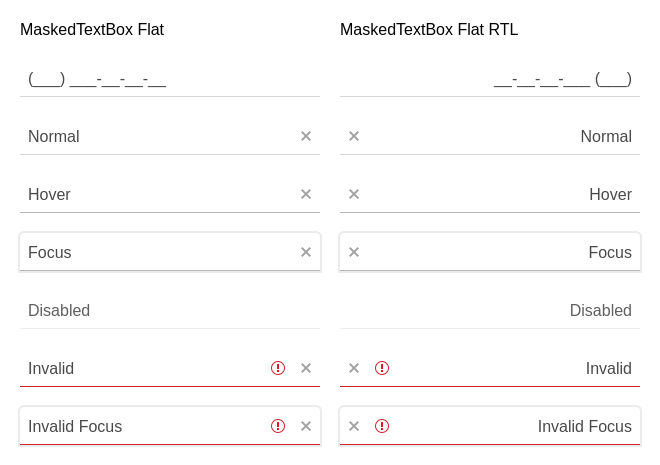 MaskedTextBox Flat
(___) ___-__-__-__
Normal
Hover
Focus
Disabled
Invalid
Invalid Focus
MaskedTextBox Flat RTL
__-__-__-___ (___)
Normal
Hover
Focus
Disabled
Invalid
Invalid Focus